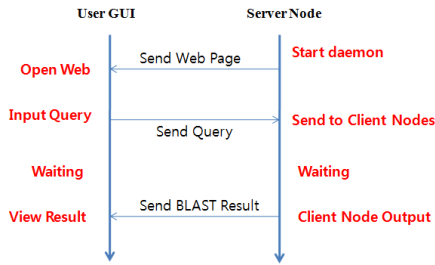 User GUI Server Node
Start daemon
Send Web Page
Open Web
Input Query
Send to Client Nodes
Send Query
Waiting Waiting
Send BLAST Result
View Result Client Node Output